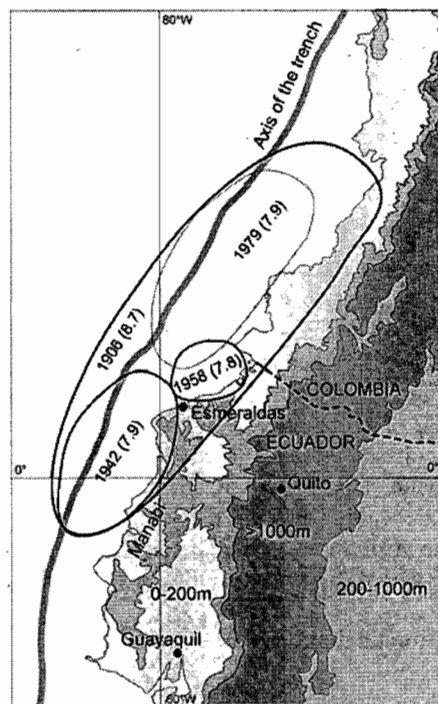 80°W
Axis of the trench
1979 (7.9)
1906 (8.7)
1958 (7.8)
COLOMBIA
Esmeraldas
ECUADOR
1942 (7.9)
0°
0°
Quito
Manabí
>1000m
0-200m
200-1000m
Guayaquil
80°W